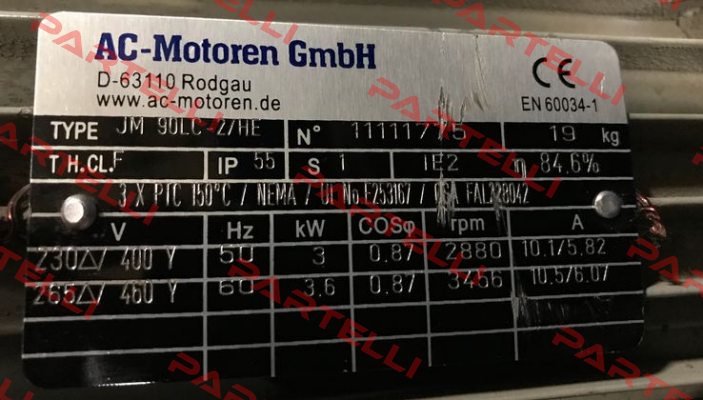 AC-Motoren GmbH
D-63110 Rodgau
www.ac-motoren.de
CE
EN 60034-1
TYPE JM 90LC-2/HE N° 11111775 19 kg
TH.CL.F IP 55 S 1 IE2 η 84.6%
3 X PTC 150°C / NEMA / UL No E253167 / CSA
V Hz kW COSφ rpm A
230△/ 400 Y 50 3 0.87 2880 10.1/5.82
265△/ 460 Y 60 3.6 0.87 3456 10.5/6.07
PARTELLI